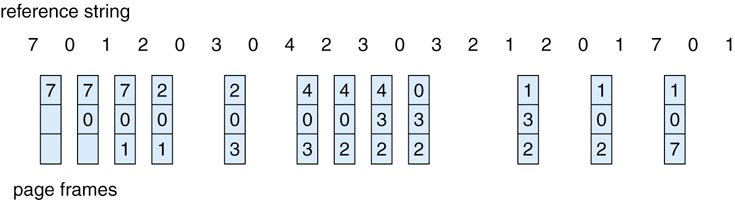 reference string
7 0 1 2 0 3 0 4 2 3 0 3 2 1 2 0 1 7 0 1
7 7 7 2 2 4 4 4 0 1 1 1
0 0 0 0 0 0 3 3 3 0 0
1 1 3 3 2 2 2 2 2 7
page frames